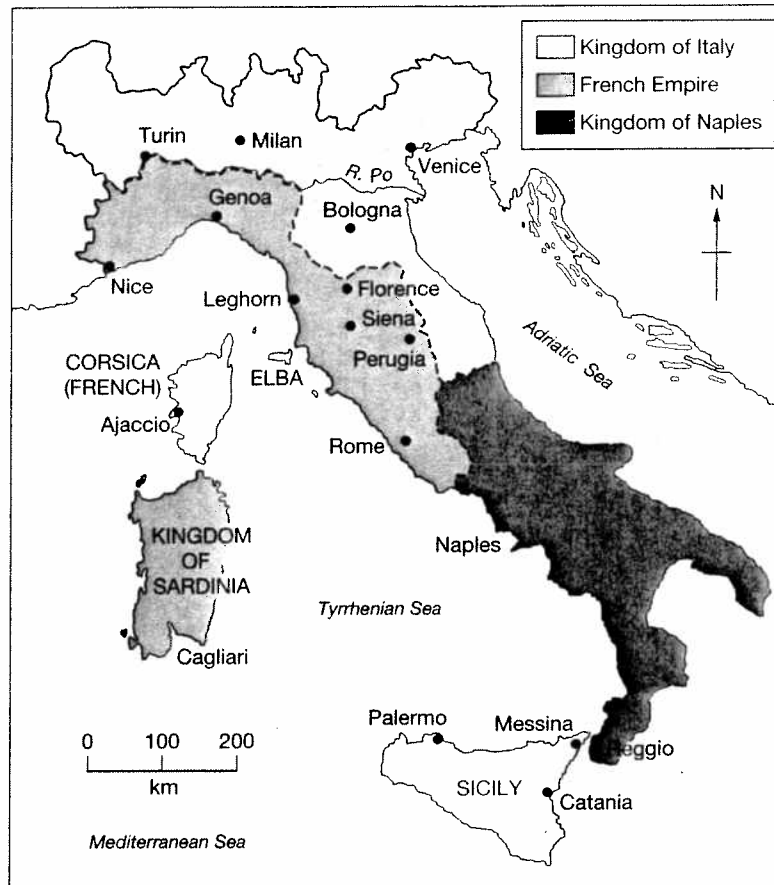 Kingdom of Italy
French Empire
Kingdom of Naples
Turin
Milan
Venice
R. Po
N
Genoa
Bologna
Nice
Leghorn
Florence
Siena
Perugia
Adriatic Sea
CORSICA
(FRENCH)
ELBA
Ajaccio
Rome
KINGDOM
OF
SARDINIA
Naples
Tyrrhenian Sea
Cagliari
Palermo
Messina
Reggio
0 100 200
km
SICILY
Catania
Mediterranean Sea